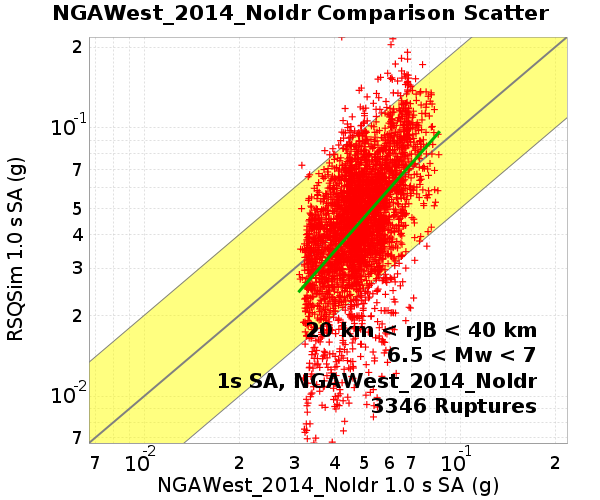 NGAWest_2014_NoIdr Comparison Scatter
RSQSim 1.0 s SA (g)
2
10^-1
7
5
4
3
2
10^-2
7
20 km < rJB < 40 km
6.5 < Mw < 7
1s SA, NGAWest_2014_NoIdr
3346 Ruptures
7 10^-2 2 3 4 5 6 7 10^-1 2
NGAWest_2014_NoIdr 1.0 s SA (g)